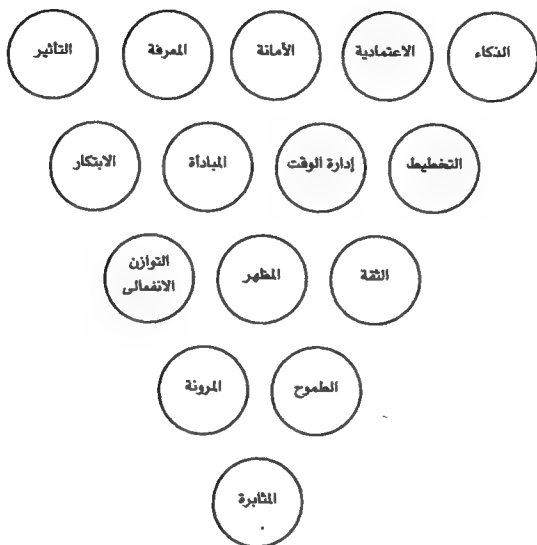 الذكاء
الاعتمادية
الأمانة
المعرفة
التأثير
التخطيط
إدارة الوقت
المبادأة
الابتكار
الثقة
المظهر
التوازن
الانفعالى
الطموح
المرونة
المثابرة